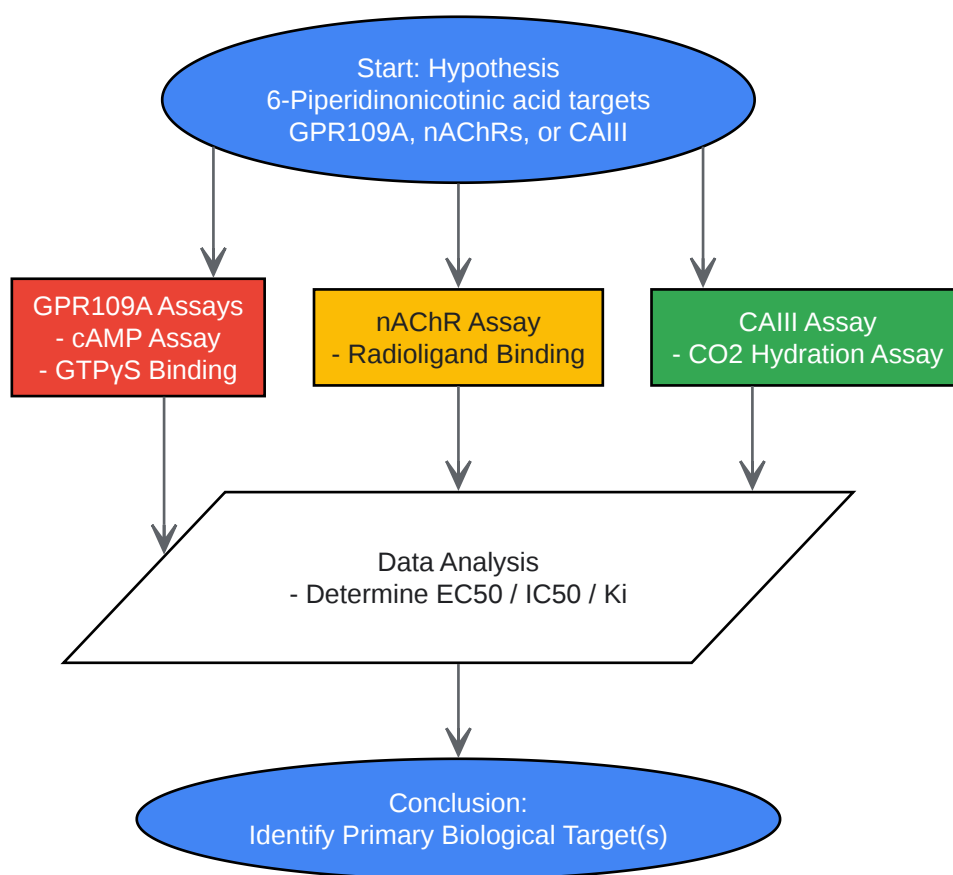 Start: Hypothesis
6-Piperidinonicotinic acid targets
GPR109A, nAChRs, or CAIII
GPR109A Assays
- cAMP Assay
- GTPγS Binding
nAChR Assay
- Radioligand Binding
CAIII Assay
- CO2 Hydration Assay
Data Analysis
- Determine EC50 / IC50 / Ki
Conclusion:
Identify Primary Biological Target(s)